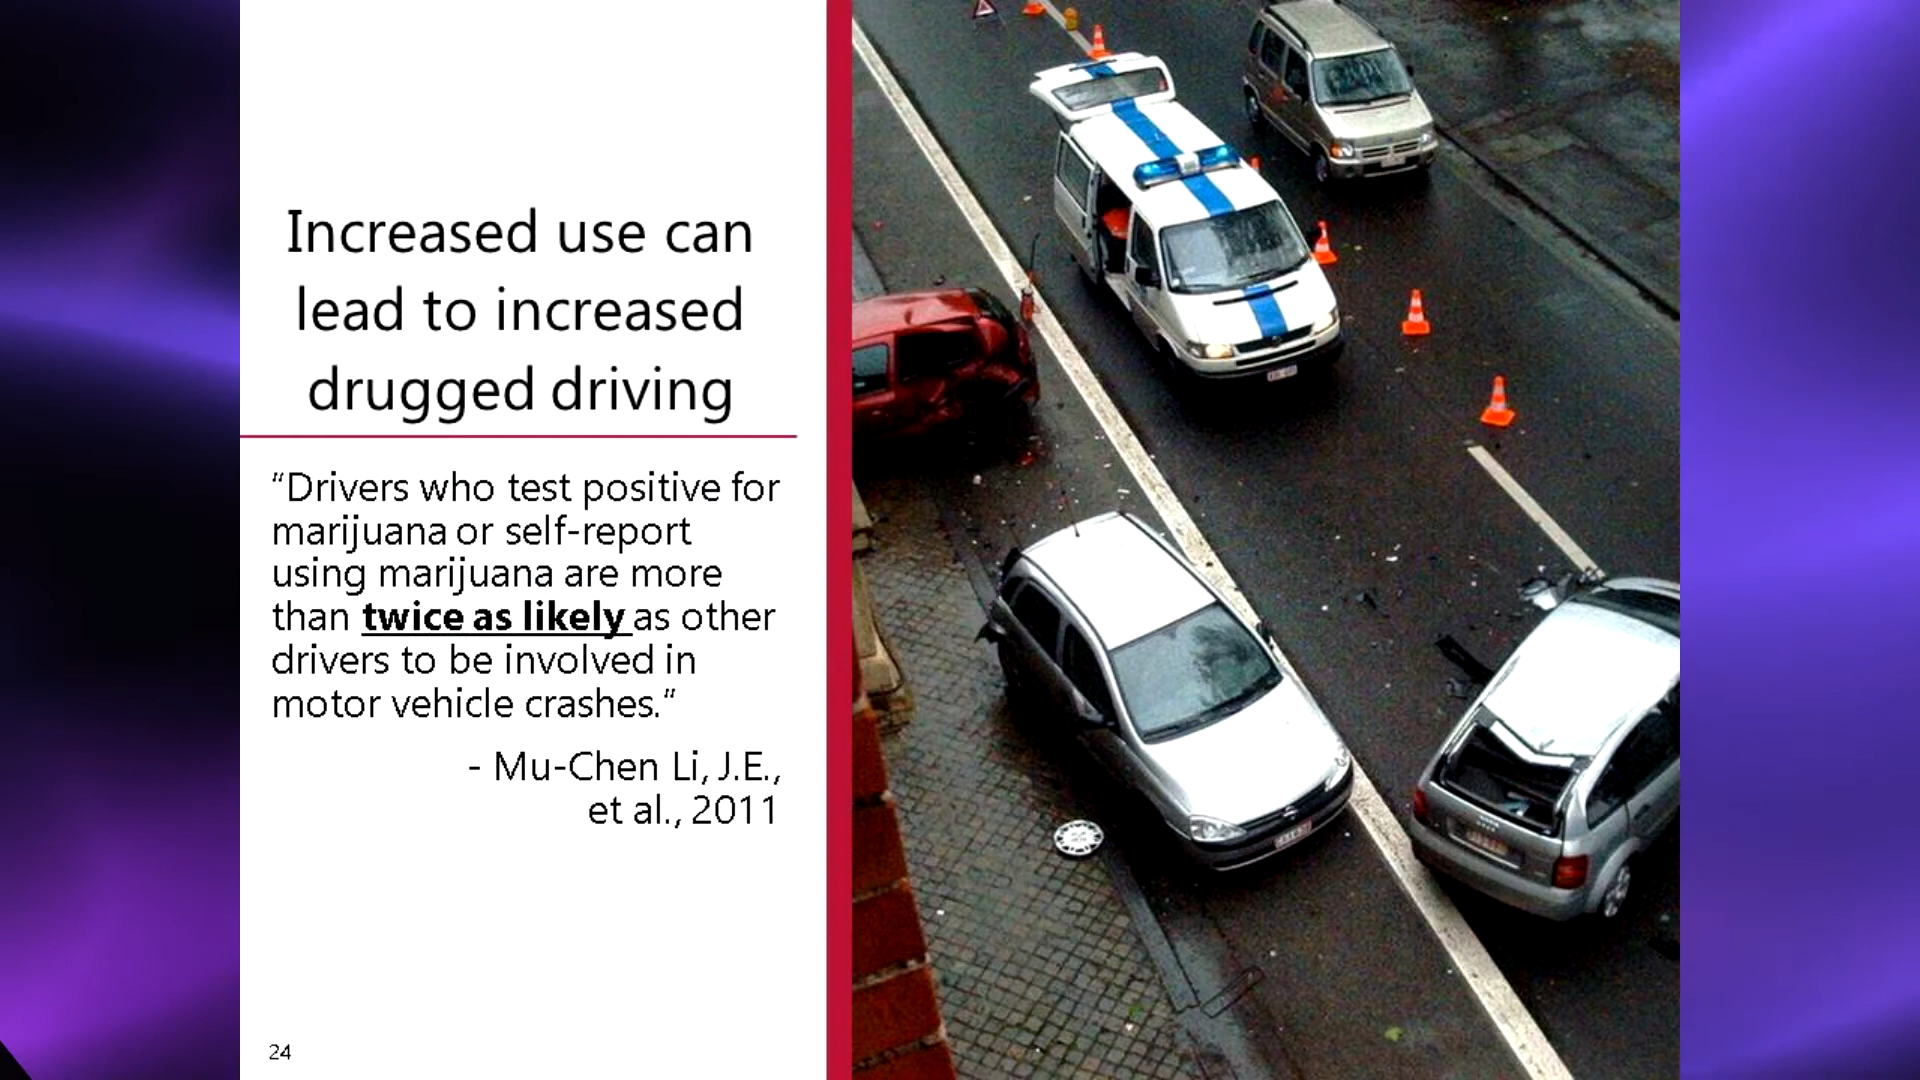 Increased use can
lead to increased
drugged driving
“Drivers who test positive for
marijuana or self-report
using marijuana are more
than twice as likely as other
drivers to be involved in
motor vehicle crashes.”
- Mu-Chen Li, J.E.,
et al., 2011
24